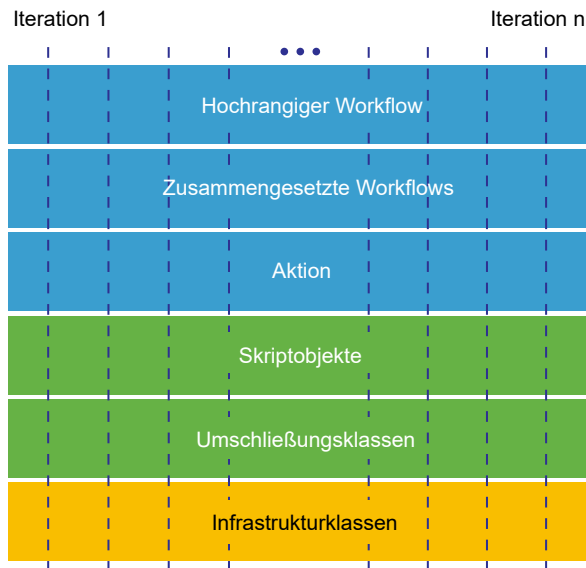 Iteration 1
Iteration n
Hochrangiger Workflow
Zusammengesetzte Workflows
Aktion
Skriptobjekte
Umschließungsklassen
Infrastrukturklassen